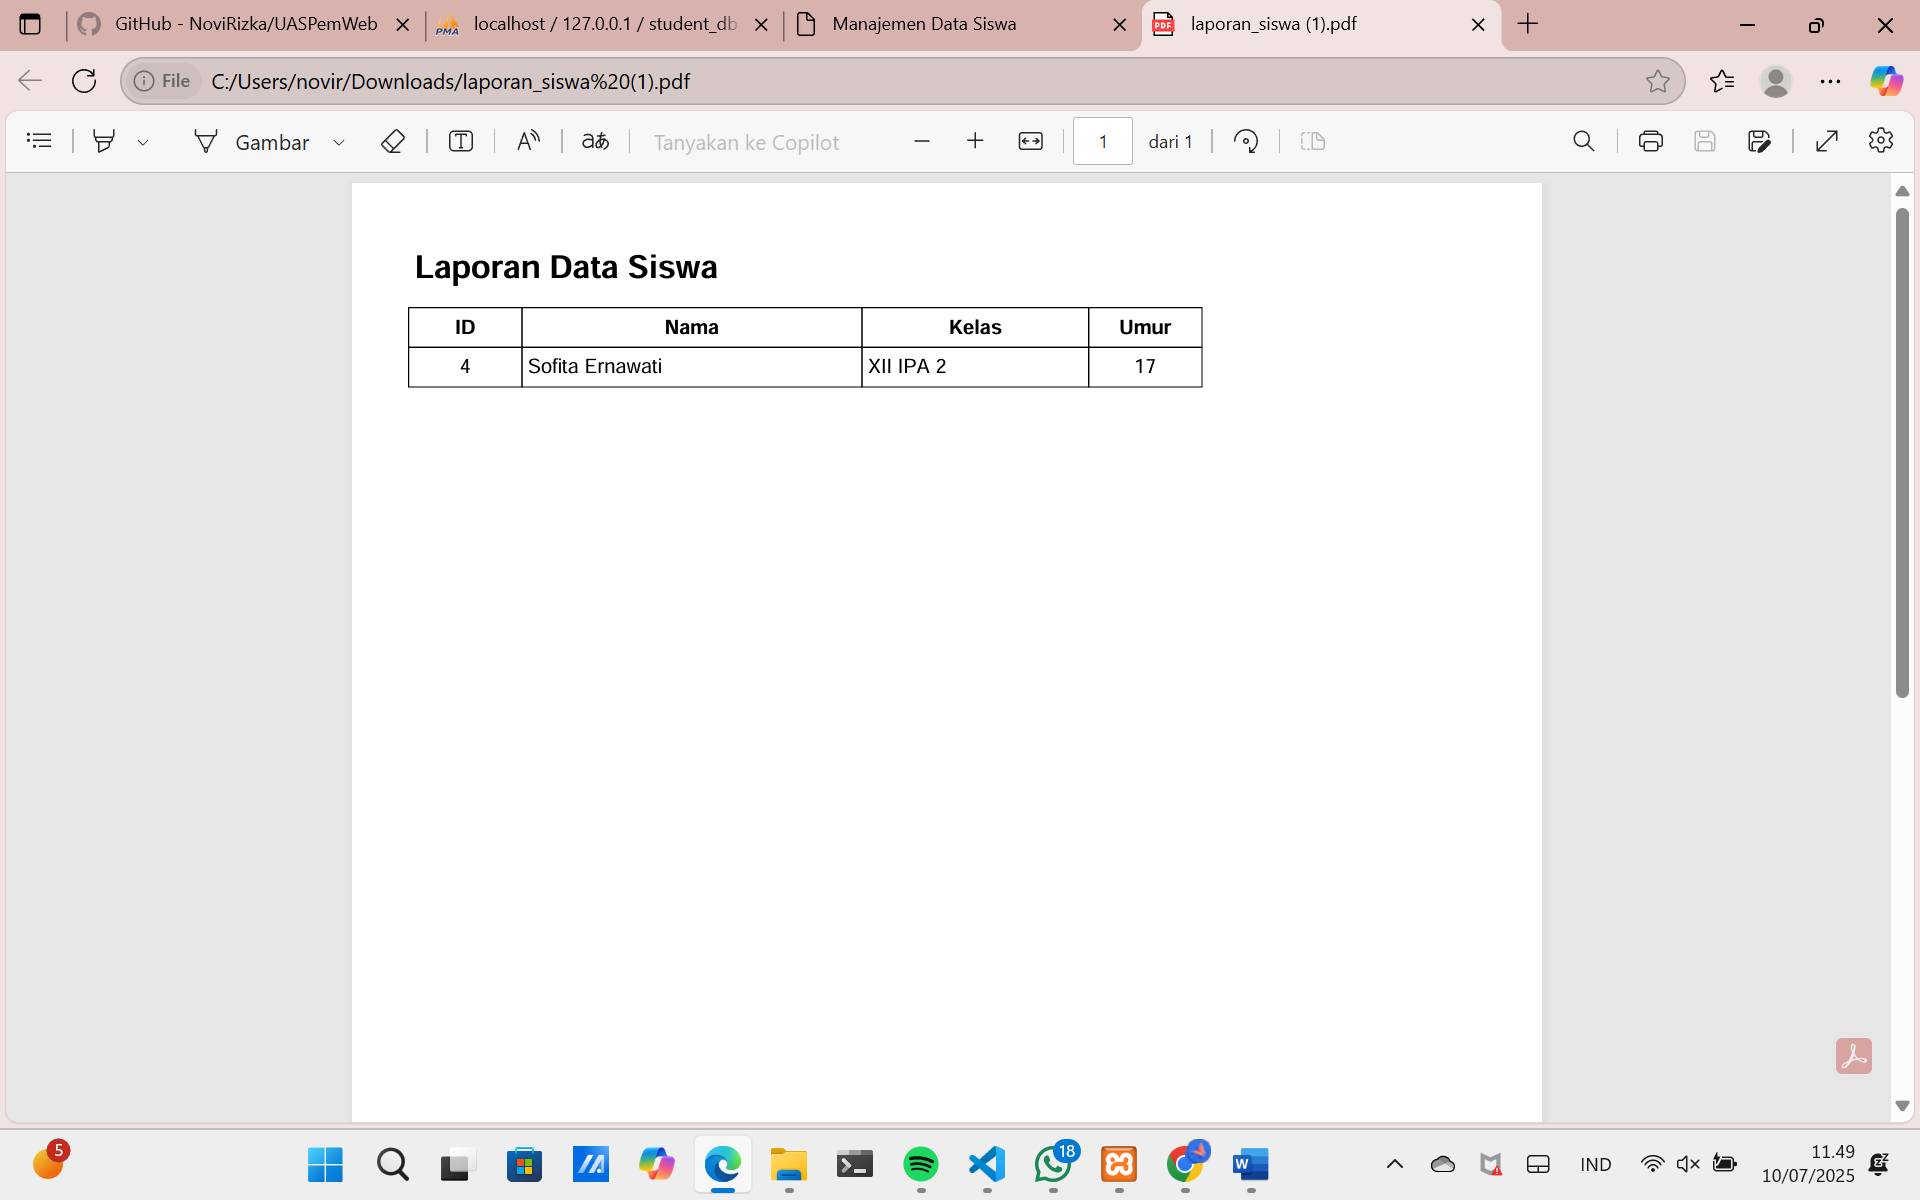 GitHub - NoviRizka/UASPemWeb
localhost / 127.0.0.1 / student_db
Manajemen Data Siswa
laporan_siswa (1).pdf
File
C:/Users/novir/Downloads/laporan_siswa%20(1).pdf
Gambar
Tanyakan ke Copilot
1
dari 1
Laporan Data Siswa
ID Nama Kelas Umur
4 Sofita Ernawati XII IPA 2 17
5
18
IND
11.49
10/07/2025